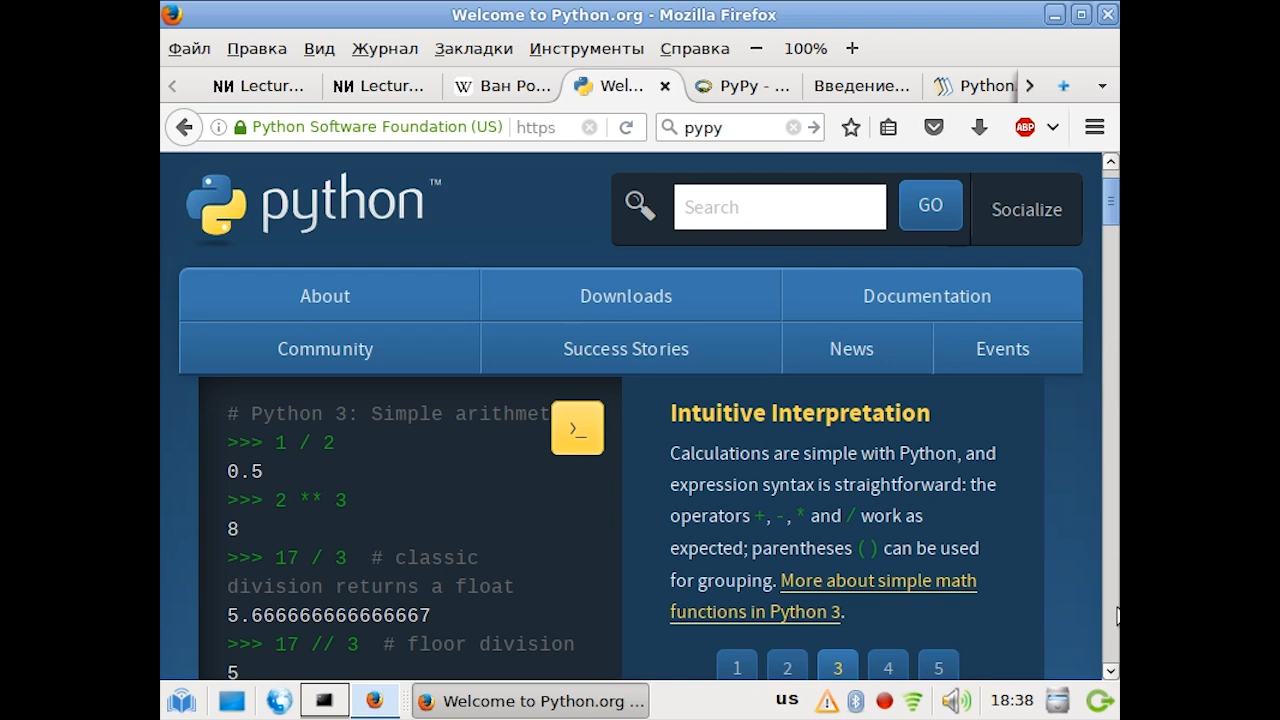 Welcome to Python.org - Mozilla Firefox
Файл Правка Вид Журнал Закладки Инструменты Справка − 100% +
NИ Lectur... NИ Lectur... W Ван Ро... Wel... PyPy - ... Введение... Python
Python Software Foundation (US) https pypy ABP
python™ Search GO Socialize
About Downloads Documentation
Community Success Stories News Events
# Python 3: Simple arithmet
>>> 1 / 2
0.5
>>> 2 ** 3
8
>>> 17 / 3 # classic
division returns a float
5.666666666666667
>>> 17 // 3 # floor division
5
>_
Intuitive Interpretation
Calculations are simple with Python, and
expression syntax is straightforward: the
operators +, -, * and / work as
expected; parentheses () can be used
for grouping. More about simple math
functions in Python 3.
1 2 3 4 5
Welcome to Python.org ... us 18:38